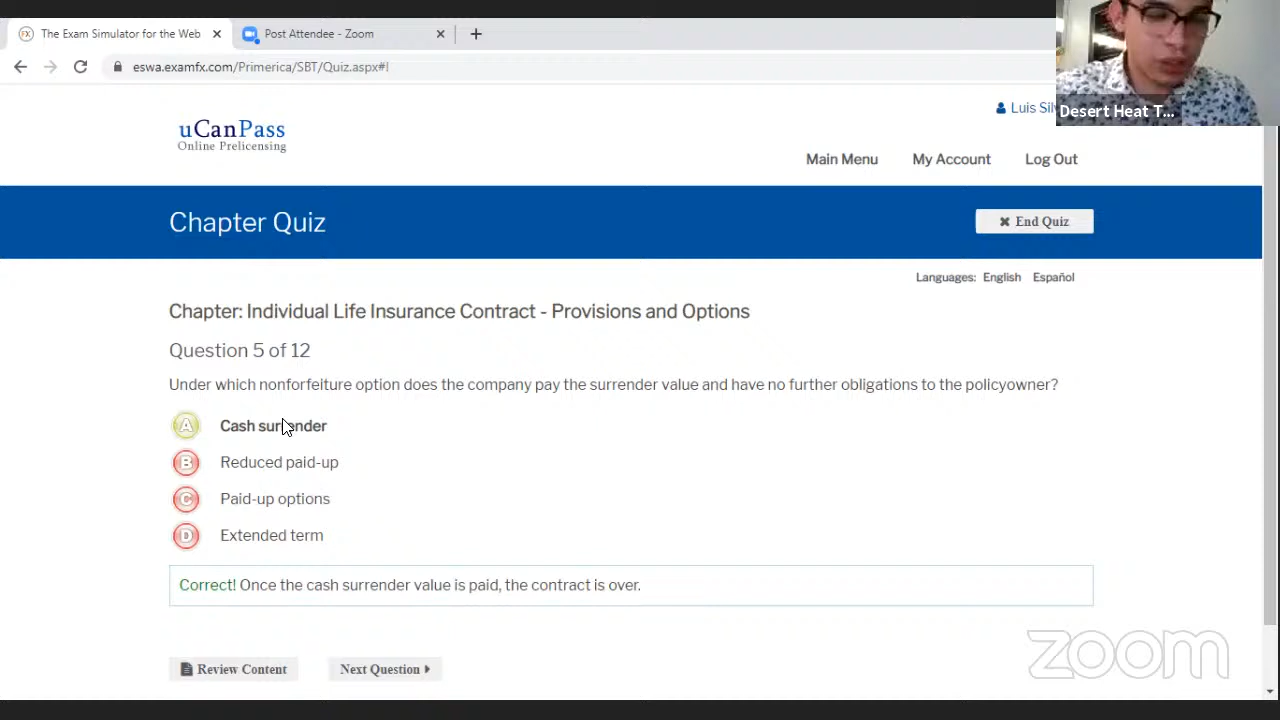 The Exam Simulator for the Web
Post Attendee - Zoom
eswa.examfx.com/Primerica/SBT/Quiz.aspx#!
Desert Heat T...
Luis
uCanPass
Online Prelicensing
Main Menu My Account Log Out
Chapter Quiz
End Quiz
Languages: English Español
Chapter: Individual Life Insurance Contract - Provisions and Options
Question 5 of 12
Under which nonforfeiture option does the company pay the surrender value and have no further obligations to the policyowner?
A Cash surrender
B Reduced paid-up
C Paid-up options
D Extended term
Correct! Once the cash surrender value is paid, the contract is over.
Review Content Next Question
zoom